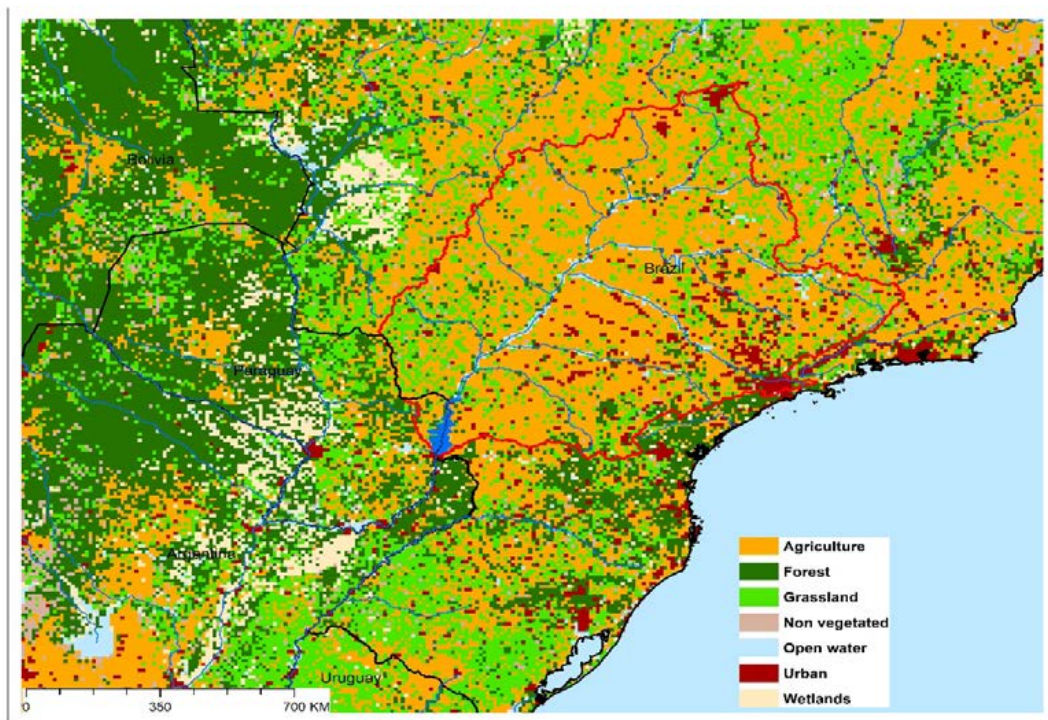 Bolivia
Brazil
Paraguay
Argentina
Uruguay
Agriculture
Forest
Grassland
Non vegetated
Open water
Urban
Wetlands
0 350 700 KM